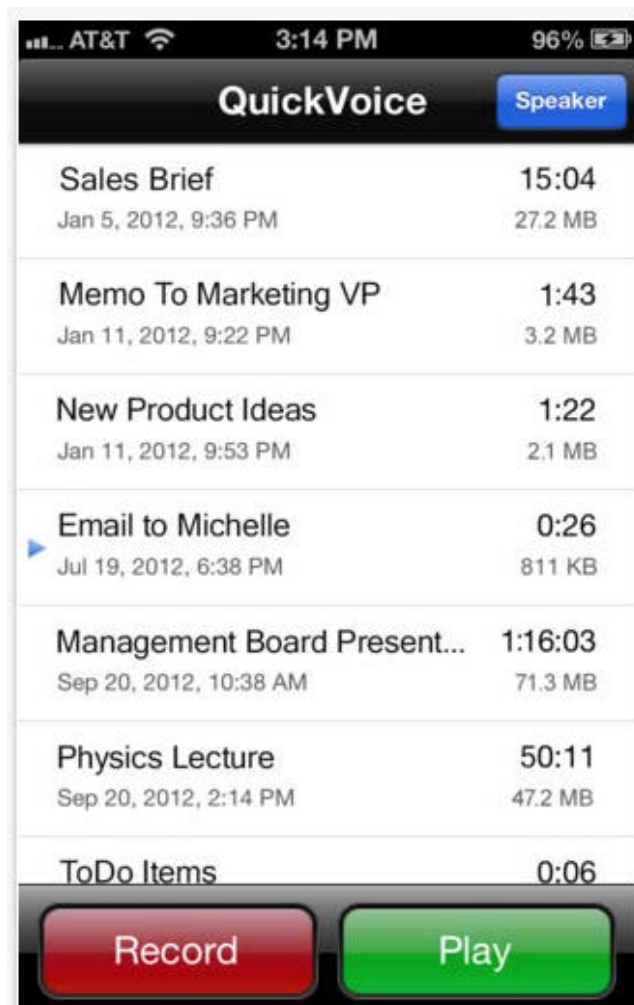 AT&T 3:14 PM 96%
QuickVoice Speaker
Sales Brief 15:04
Jan 5, 2012, 9:36 PM 27.2 MB
Memo To Marketing VP 1:43
Jan 11, 2012, 9:22 PM 3.2 MB
New Product Ideas 1:22
Jan 11, 2012, 9:53 PM 2.1 MB
Email to Michelle 0:26
Jul 19, 2012, 6:38 PM 811 KB
Management Board Present... 1:16:03
Sep 20, 2012, 10:38 AM 71.3 MB
Physics Lecture 50:11
Sep 20, 2012, 2:14 PM 47.2 MB
ToDo Items 0:06
Record Play